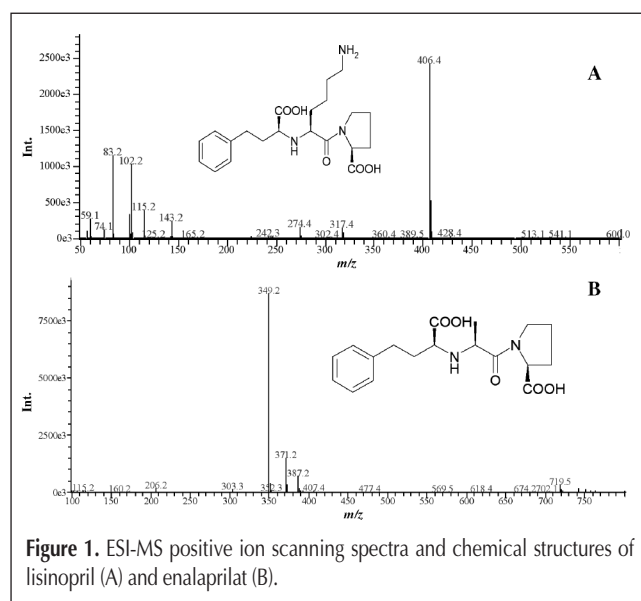 2500e3
2000e3
1500e3
1000e3
500e3
0e3
Int.
A
NH2
COOH
N
H
O
N
COOH
406.4
83.2
102.2
59.1
74.1
115.2
125.2
143.2
165.2
242.3
274.4
302.4
317.4
360.4
389.5
428.4
513.1
541.1
600.0
50 100 150 200 250 300 350 400 450 500 550 600
m/z
7500e3
5000e3
2500e3
0e3
Int.
B
COOH
N
H
O
N
COOH
349.2
371.2
387.2
115.2
160.2
206.2
303.3
352.3
407.4
477.4
569.5
618.4
674.2
702
719.5
100 150 200 250 300 350 400 450 500 550 600 650 700 750
m/z
Figure 1. ESI-MS positive ion scanning spectra and chemical structures of
lisinopril (A) and enalaprilat (B).